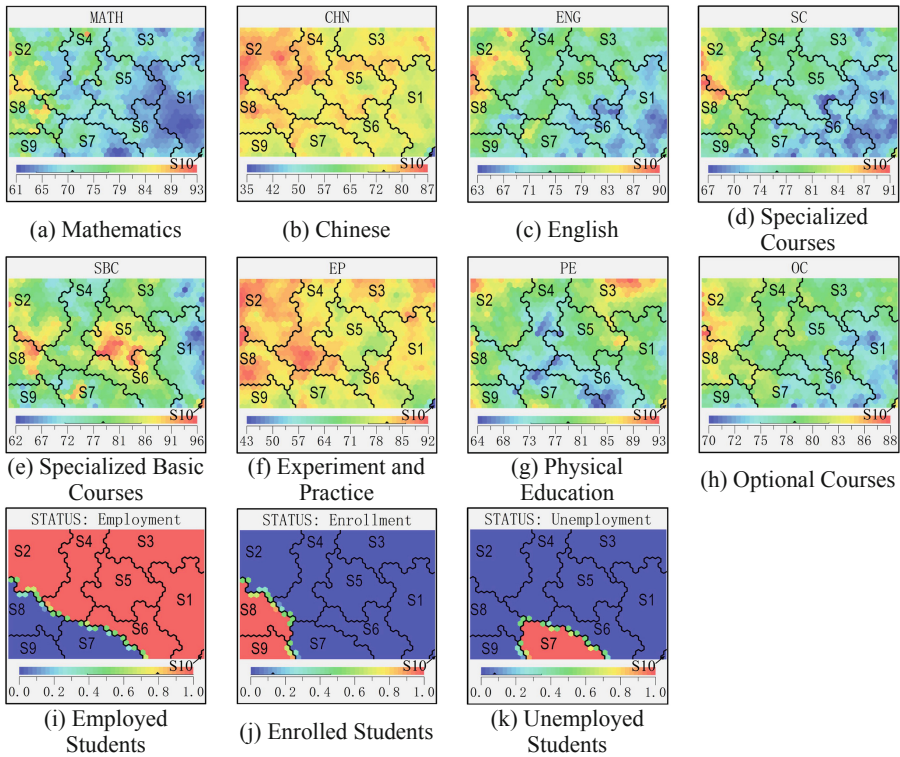 MATH
S2
S4
S3
S5
S1
S8
S6
S7
S9
S10
61 65 70 75 79 84 88 93
(a) Mathematics
CHN
S2
S4
S3
S5
S1
S8
S6
S7
S9
S10
35 43 50 57 65 72 80 87
(b) Chinese
ENG
S2
S4
S3
S5
S1
S8
S6
S7
S9
S10
63 67 71 75 79 83 87 90
(c) English
SC
S2
S4
S3
S5
S1
S8
S6
S7
S9
S10
67 70 74 77 81 84 88 91
(d) Specialized
Courses
SBC
S2
S4
S3
S5
S1
S8
S6
S7
S9
S10
62 67 72 77 81 86 91 96
(e) Specialized Basic
Courses
EP
S2
S4
S3
S5
S1
S8
S6
S7
S9
S10
43 50 57 64 71 78 85 92
(f) Experiment and
Practice
PE
S2
S4
S3
S5
S1
S8
S6
S7
S9
S10
64 68 72 76 80 85 89 93
(g) Physical
Education
OC
S2
S4
S3
S5
S1
S8
S6
S7
S9
S10
70 72 75 78 80 83 86 88
(h) Optional Courses
STATUS: Employment
S2
S4
S3
S5
S1
S8
S6
S7
S9
S10
0.0 0.2 0.4 0.6 0.8 1.0
(i) Employed
Students
STATUS: Enrollment
S2
S4
S3
S5
S1
S8
S6
S7
S9
S10
0.0 0.2 0.4 0.6 0.8 1.0
(j) Enrolled Students
STATUS: Unemployment
S2
S4
S3
S5
S1
S8
S6
S7
S9
S10
0.0 0.2 0.4 0.6 0.8 1.0
(k) Unemployed
Students